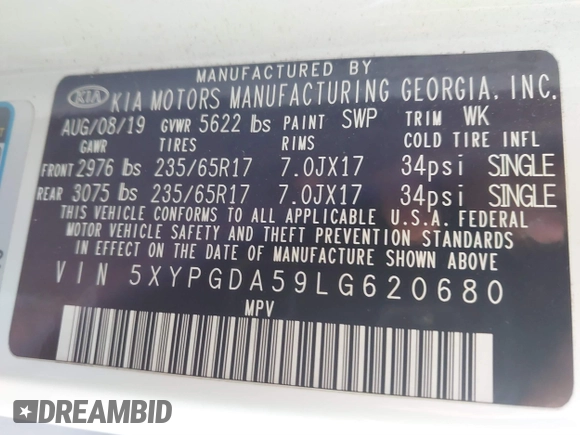 MANUFACTURED BY
KIA KIA MOTORS MANUFACTURING GEORGIA, INC.
AUG/08/19 GVWR 5622 lbs PAINT SWP TRIM WK
GAWR TIRES RIMS COLD TIRE INFL
FRONT 2976 lbs 235/65R17 7.0JX17 34psi SINGLE
REAR 3075 lbs 235/65R17 7.0JX17 34psi SINGLE
THIS VEHICLE CONFORMS TO ALL APPLICABLE U.S.A. FEDERAL
MOTOR VEHICLE SAFETY AND THEFT PREVENTION STANDARDS
IN EFFECT ON THE DATE OF MANUFACTURE SHOWN ABOVE.
VIN 5XYPGDA59LG620680
MPV
DREAMBID